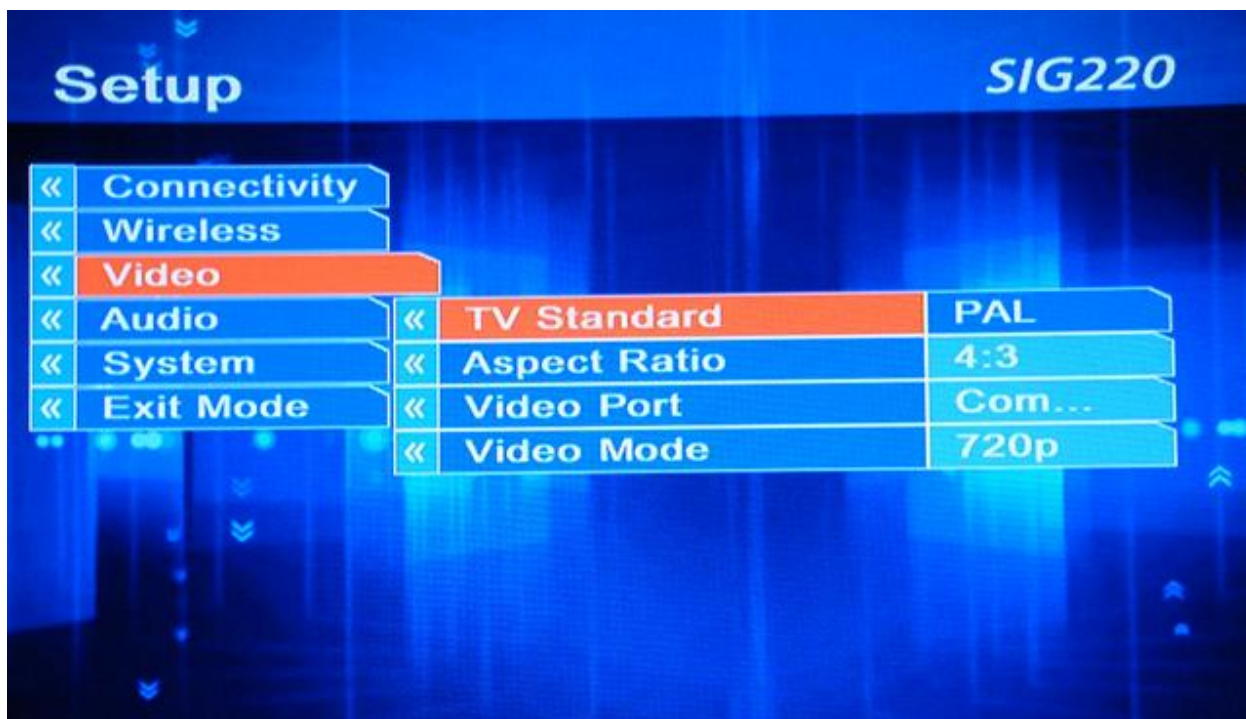 Setup SIG220
« Connectivity
« Wireless
« Video
« Audio « TV Standard PAL
« System « Aspect Ratio 4:3
« Exit Mode « Video Port Com...
« Video Mode 720p